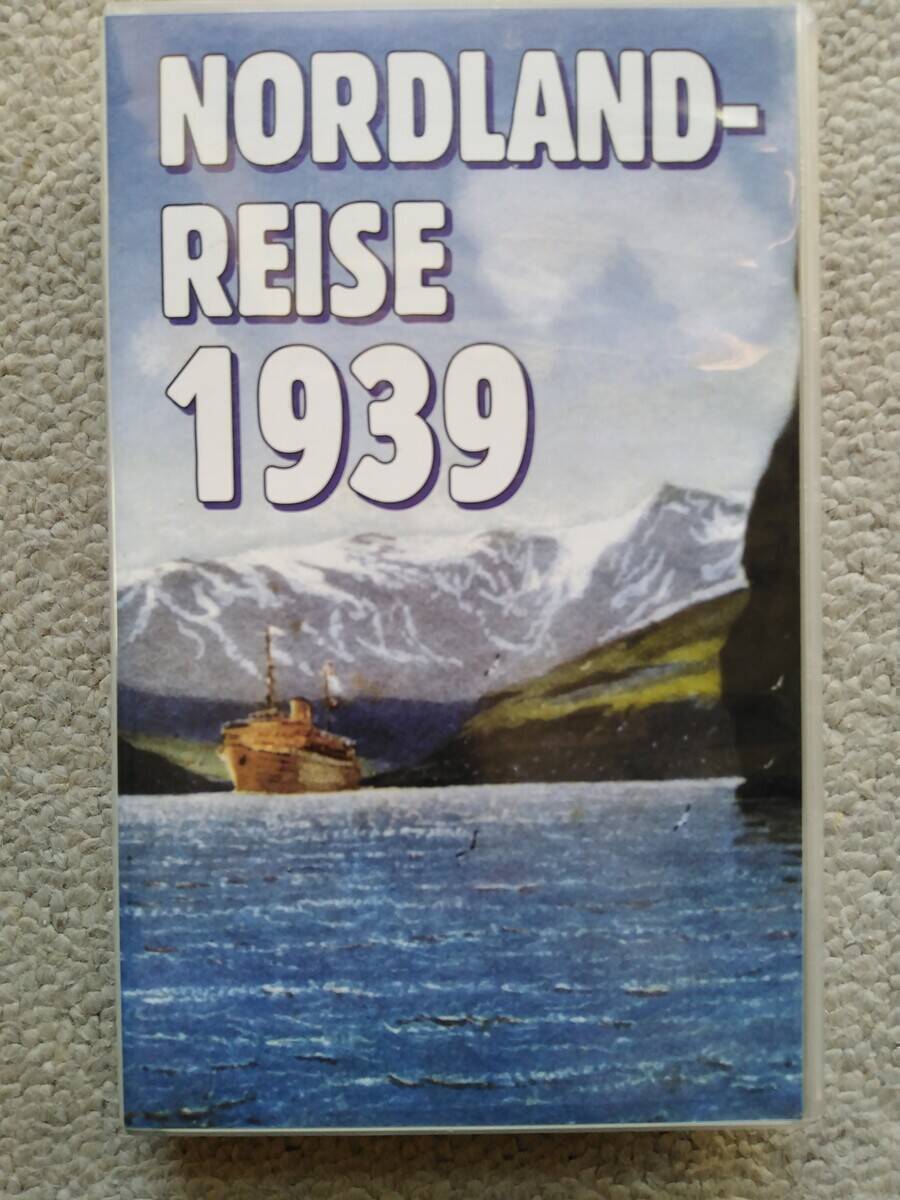 NORDLAND-
REISE
1939